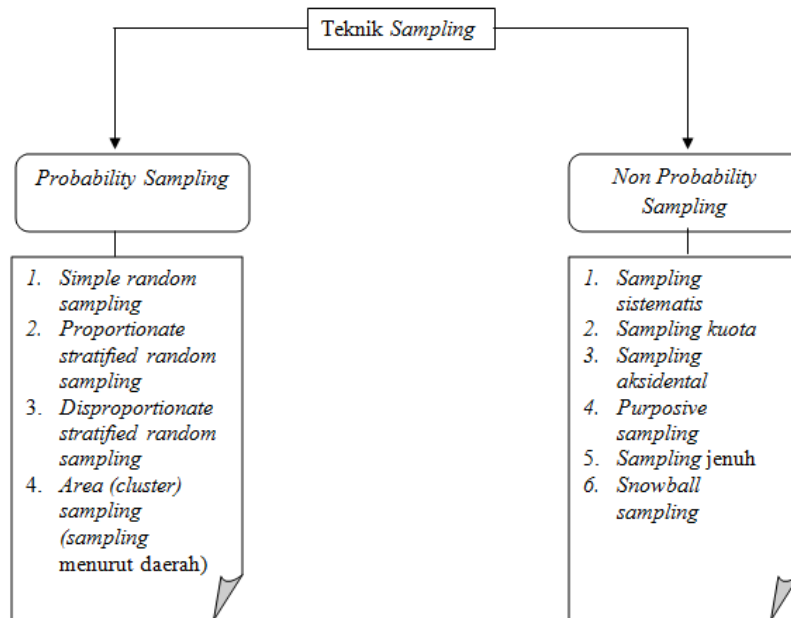 Teknik Sampling
Probability Sampling
1. Simple random
sampling
2. Proportionate
stratified random
sampling
3. Disproportionate
stratified random
sampling
4. Area (cluster)
sampling
(sampling
menurut daerah)
Non Probability
Sampling
1. Sampling
sistematis
2. Sampling kuota
3. Sampling
aksidental
4. Purposive
sampling
5. Sampling jenuh
6. Snowball
sampling